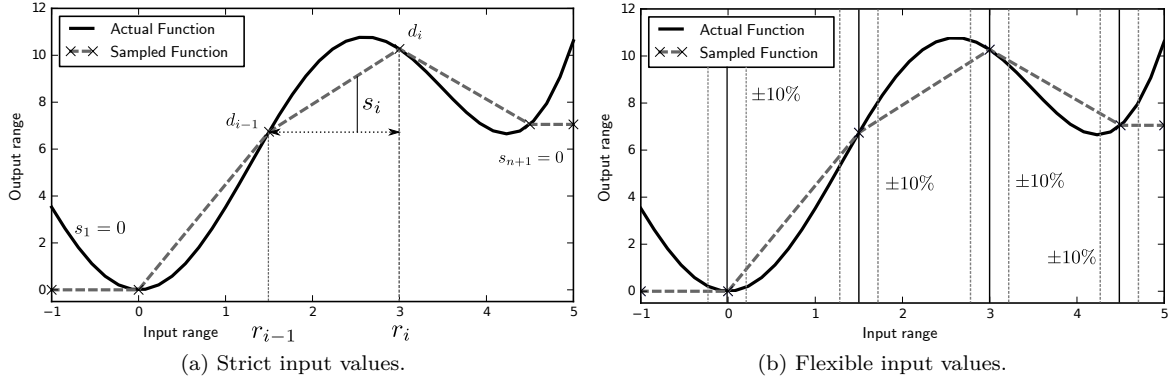 Actual Function
Sampled Function
Output range
12
10
8
6
4
2
0
−1 0 1 2 3 4 5
Input range
d_i
d_{i−1}
s_i
s_{n+1} = 0
s_1 = 0
r_{i−1}
r_i
(a) Strict input values.
Actual Function
Sampled Function
Output range
12
10
8
6
4
2
0
−1 0 1 2 3 4 5
Input range
±10%
±10%
±10%
±10%
(b) Flexible input values.